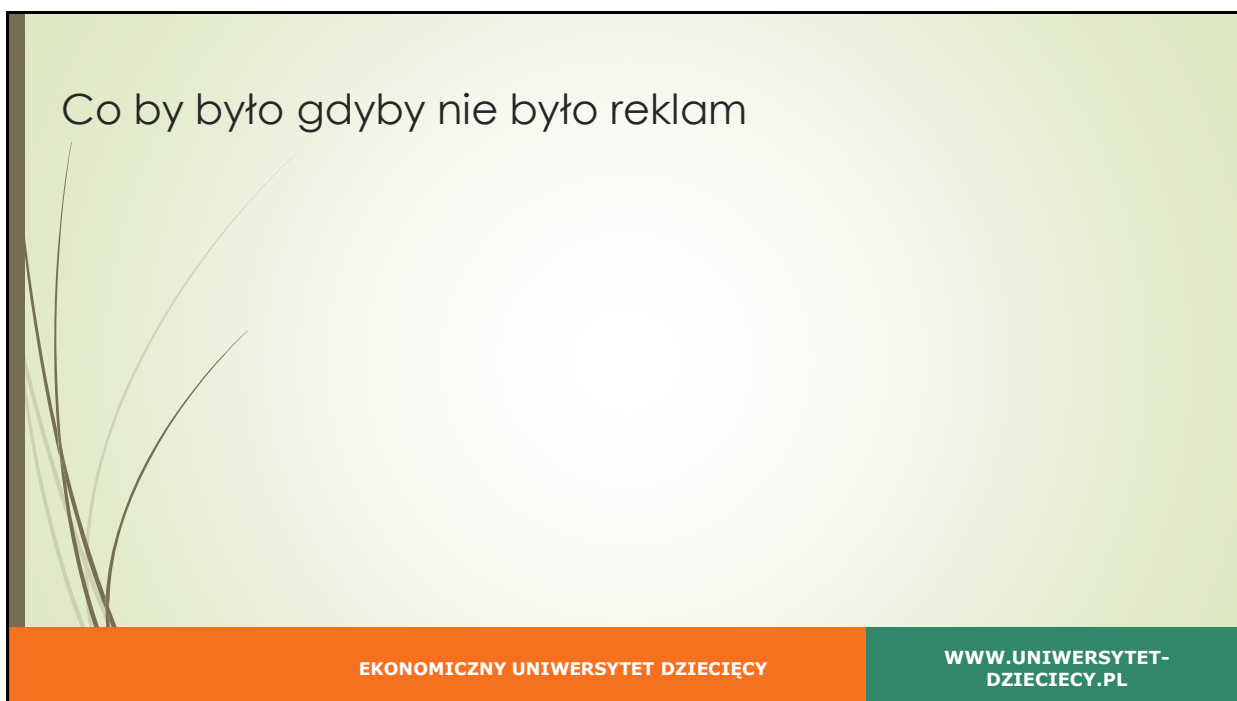 Co by było gdyby nie było reklam
EKONOMICZNY UNIWERSYTET DZIECIĘCY
WWW.UNIWERSYTET-
DZIECIECY.PL